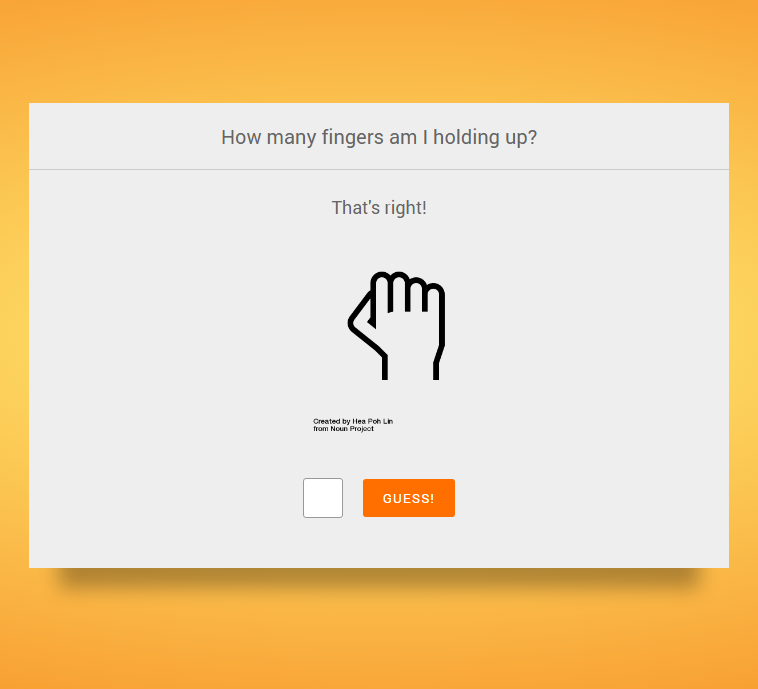 How many fingers am I holding up?
That's right!
Created by Hea Poh Lin
from Noun Project
GUESS!